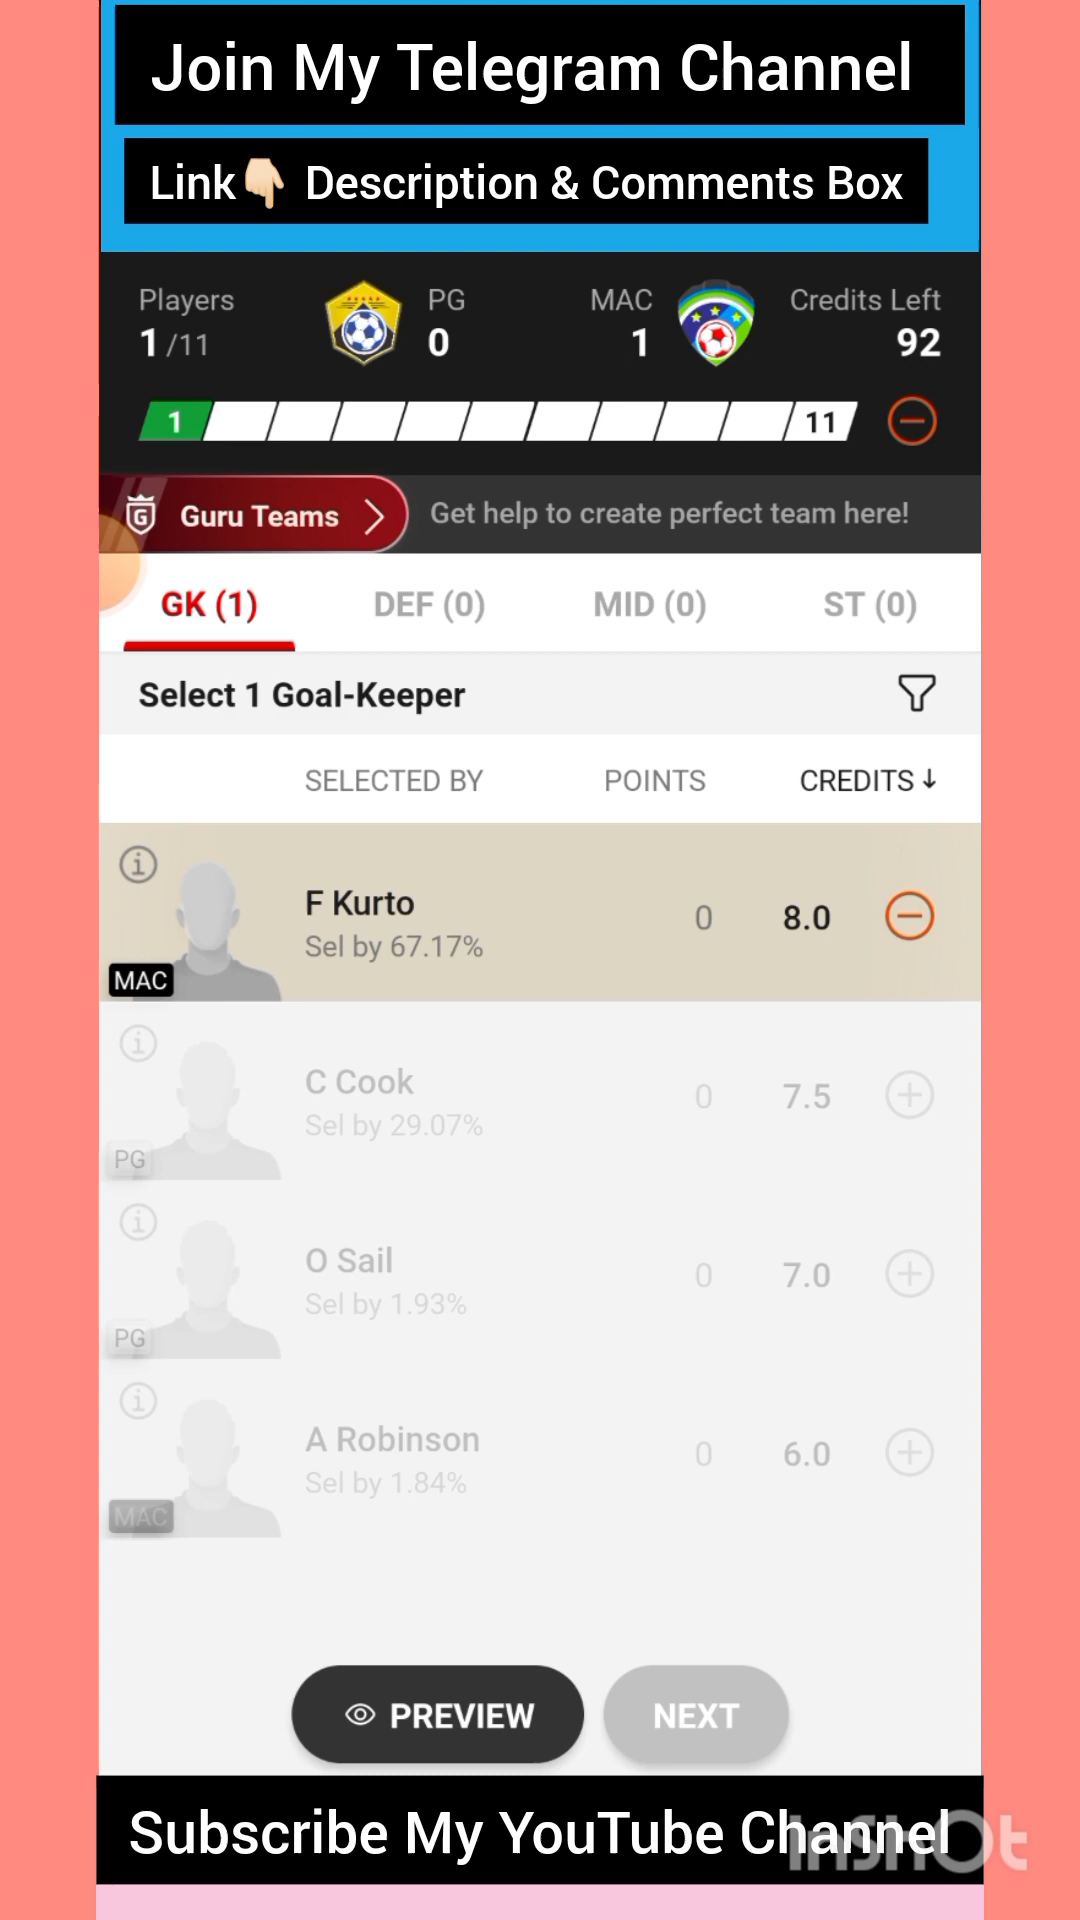 Join My Telegram Channel
Link👇🏻 Description & Comments Box
Players PG MAC Credits Left
1/11 0 1 92
1 11
G Guru Teams Get help to create perfect team here!
GK (1) DEF (0) MID (0) ST (0)
Select 1 Goal-Keeper
SELECTED BY POINTS CREDITS↓
F Kurto 0 8.0
Sel by 67.17%
MAC
C Cook 0 7.5
Sel by 29.07%
PG
O Sail 0 7.0
Sel by 1.93%
PG
A Robinson 0 6.0
Sel by 1.84%
MAC
PREVIEW NEXT
Subscribe My YouTube Channel
InShOt